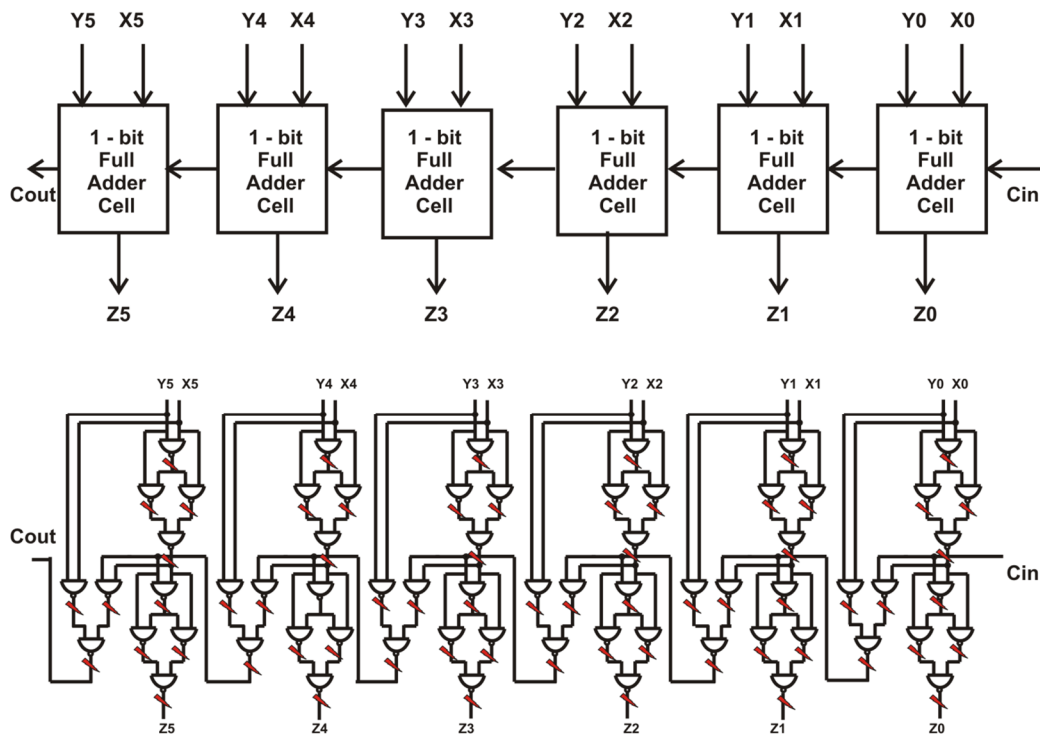 Y5 X5 Y4 X4 Y3 X3 Y2 X2 Y1 X1 Y0 X0
1 - bit 1 - bit 1 - bit 1 - bit 1 - bit 1 - bit
Full Full Full Full Full Full
Adder Adder Adder Adder Adder Adder
Cout Cin
Cell Cell Cell Cell Cell Cell
Z5 Z4 Z3 Z2 Z1 Z0
Y5 X5 Y4 X4 Y3 X3 Y2 X2 Y1 X1 Y0 X0
Cout
Cin
Z5 Z4 Z3 Z2 Z1 Z0